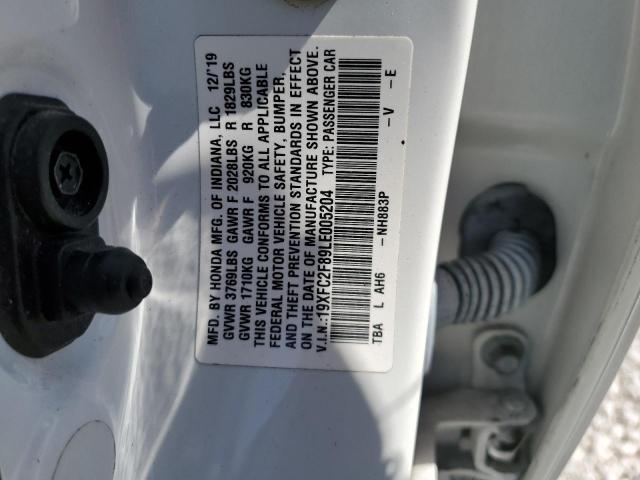 MFD. BY HONDA MFG. OF INDIANA, LLC 12/'19
GVWR 3769LBS GAWR F 2028LBS R 1829LBS
GVWR 1710KG GAWR F 920KG R 830KG
THIS VEHICLE CONFORMS TO ALL APPLICABLE
FEDERAL MOTOR VEHICLE SAFETY, BUMPER,
AND THEFT PREVENTION STANDARDS IN EFFECT
ON THE DATE OF MANUFACTURE SHOWN ABOVE.
V.I.N.:19XFC2F89LE005204 TYPE: PASSENGER CAR
TBA L AH6 -NH883P -V -E